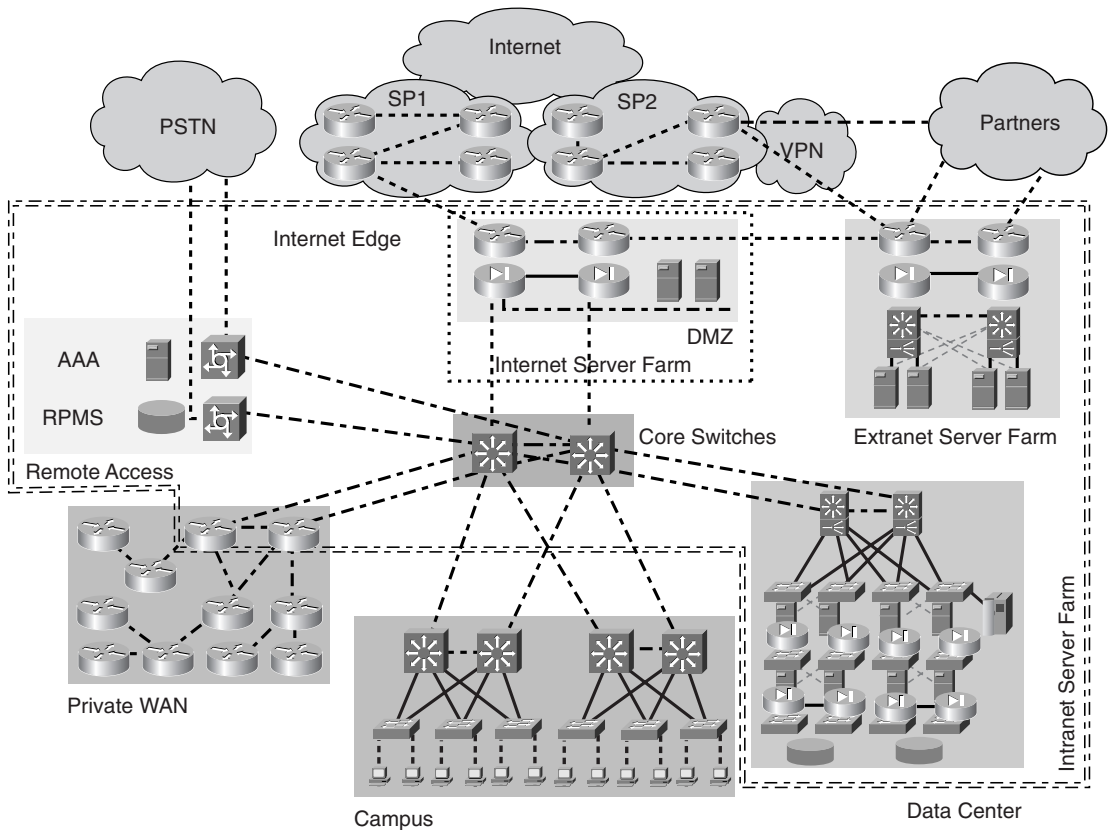 Internet
SP1
SP2
PSTN
VPN
Partners
Internet Edge
DMZ
Internet Server Farm
AAA
RPMS
Remote Access
Core Switches
Extranet Server Farm
Private WAN
Intranet Server Farm
Campus
Data Center